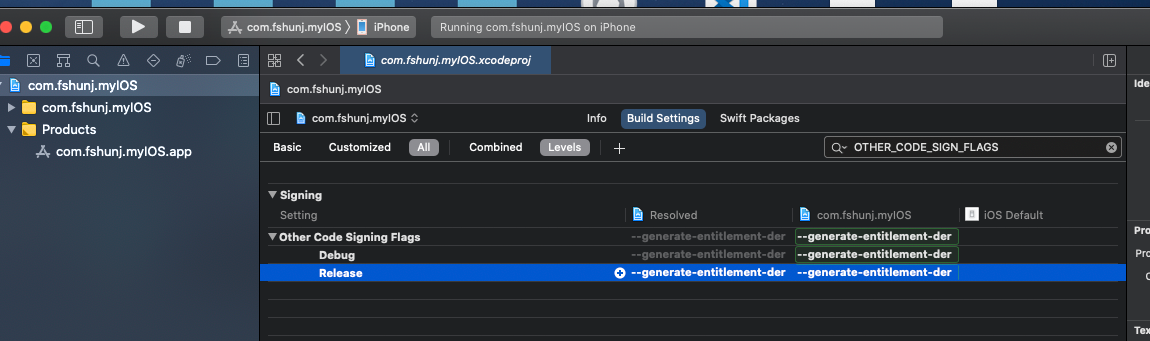 com.fshunj.myIOS 〉 iPhone
Running com.fshunj.myIOS on iPhone
com.fshunj.myIOS.xcodeproj
com.fshunj.myIOS
com.fshunj.myIOS
com.fshunj.myIOS
Products
com.fshunj.myIOS.app
com.fshunj.myIOS
Info
Build Settings
Swift Packages
Basic
Customized
All
Combined
Levels
OTHER_CODE_SIGN_FLAGS
Signing
Setting
Resolved
com.fshunj.myIOS
iOS Default
Other Code Signing Flags
--generate-entitlement-der
--generate-entitlement-der
Debug
--generate-entitlement-der
--generate-entitlement-der
Release
--generate-entitlement-der
--generate-entitlement-der
Ide
Pro
Pro
Tex